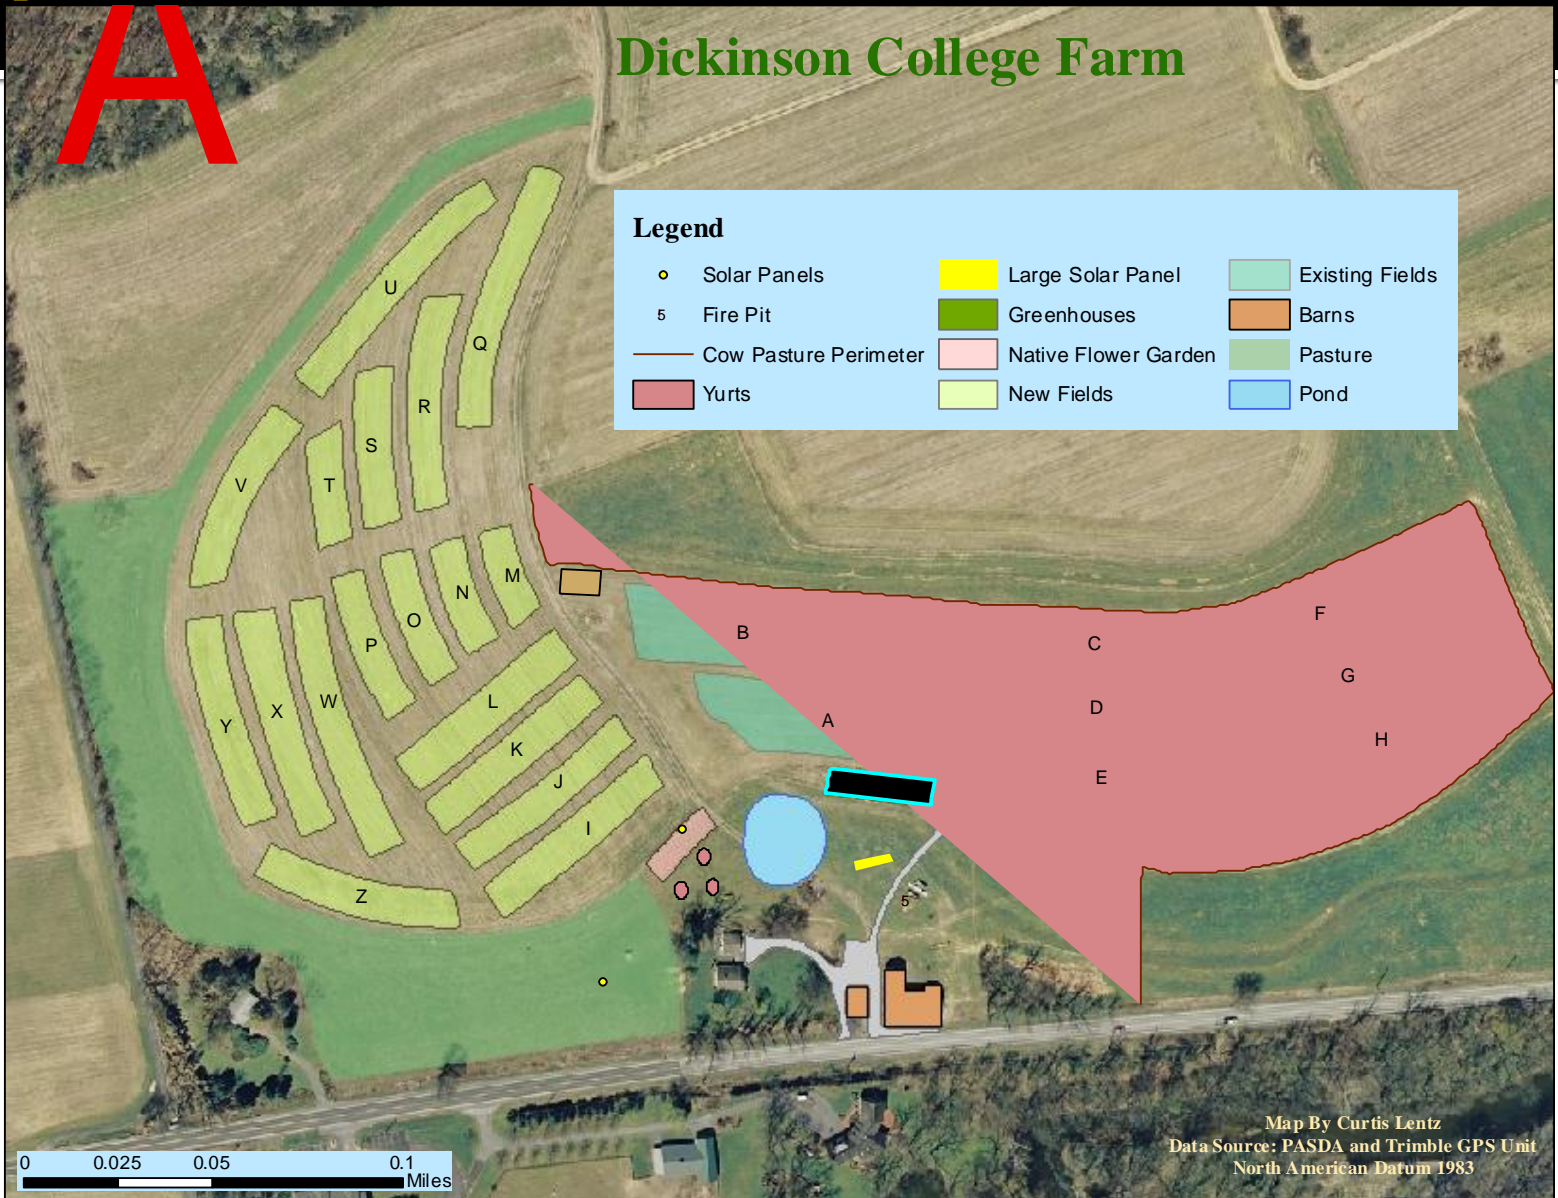 A
Dickinson College Farm
Legend
Solar Panels
5 Fire Pit
Cow Pasture Perimeter
Yurts
Large Solar Panel
Greenhouses
Native Flower Garden
New Fields
Existing Fields
Barns
Pasture
Pond
U
Q
R
S
T
V
M
N
O
P
W
X
Y
L
K
J
I
Z
B
A
C
D
E
F
G
H
5
0 0.025 0.05 0.1
Miles
Map By Curtis Lentz
Data Source: PASDA and Trimble GPS Unit
North American Datum 1983